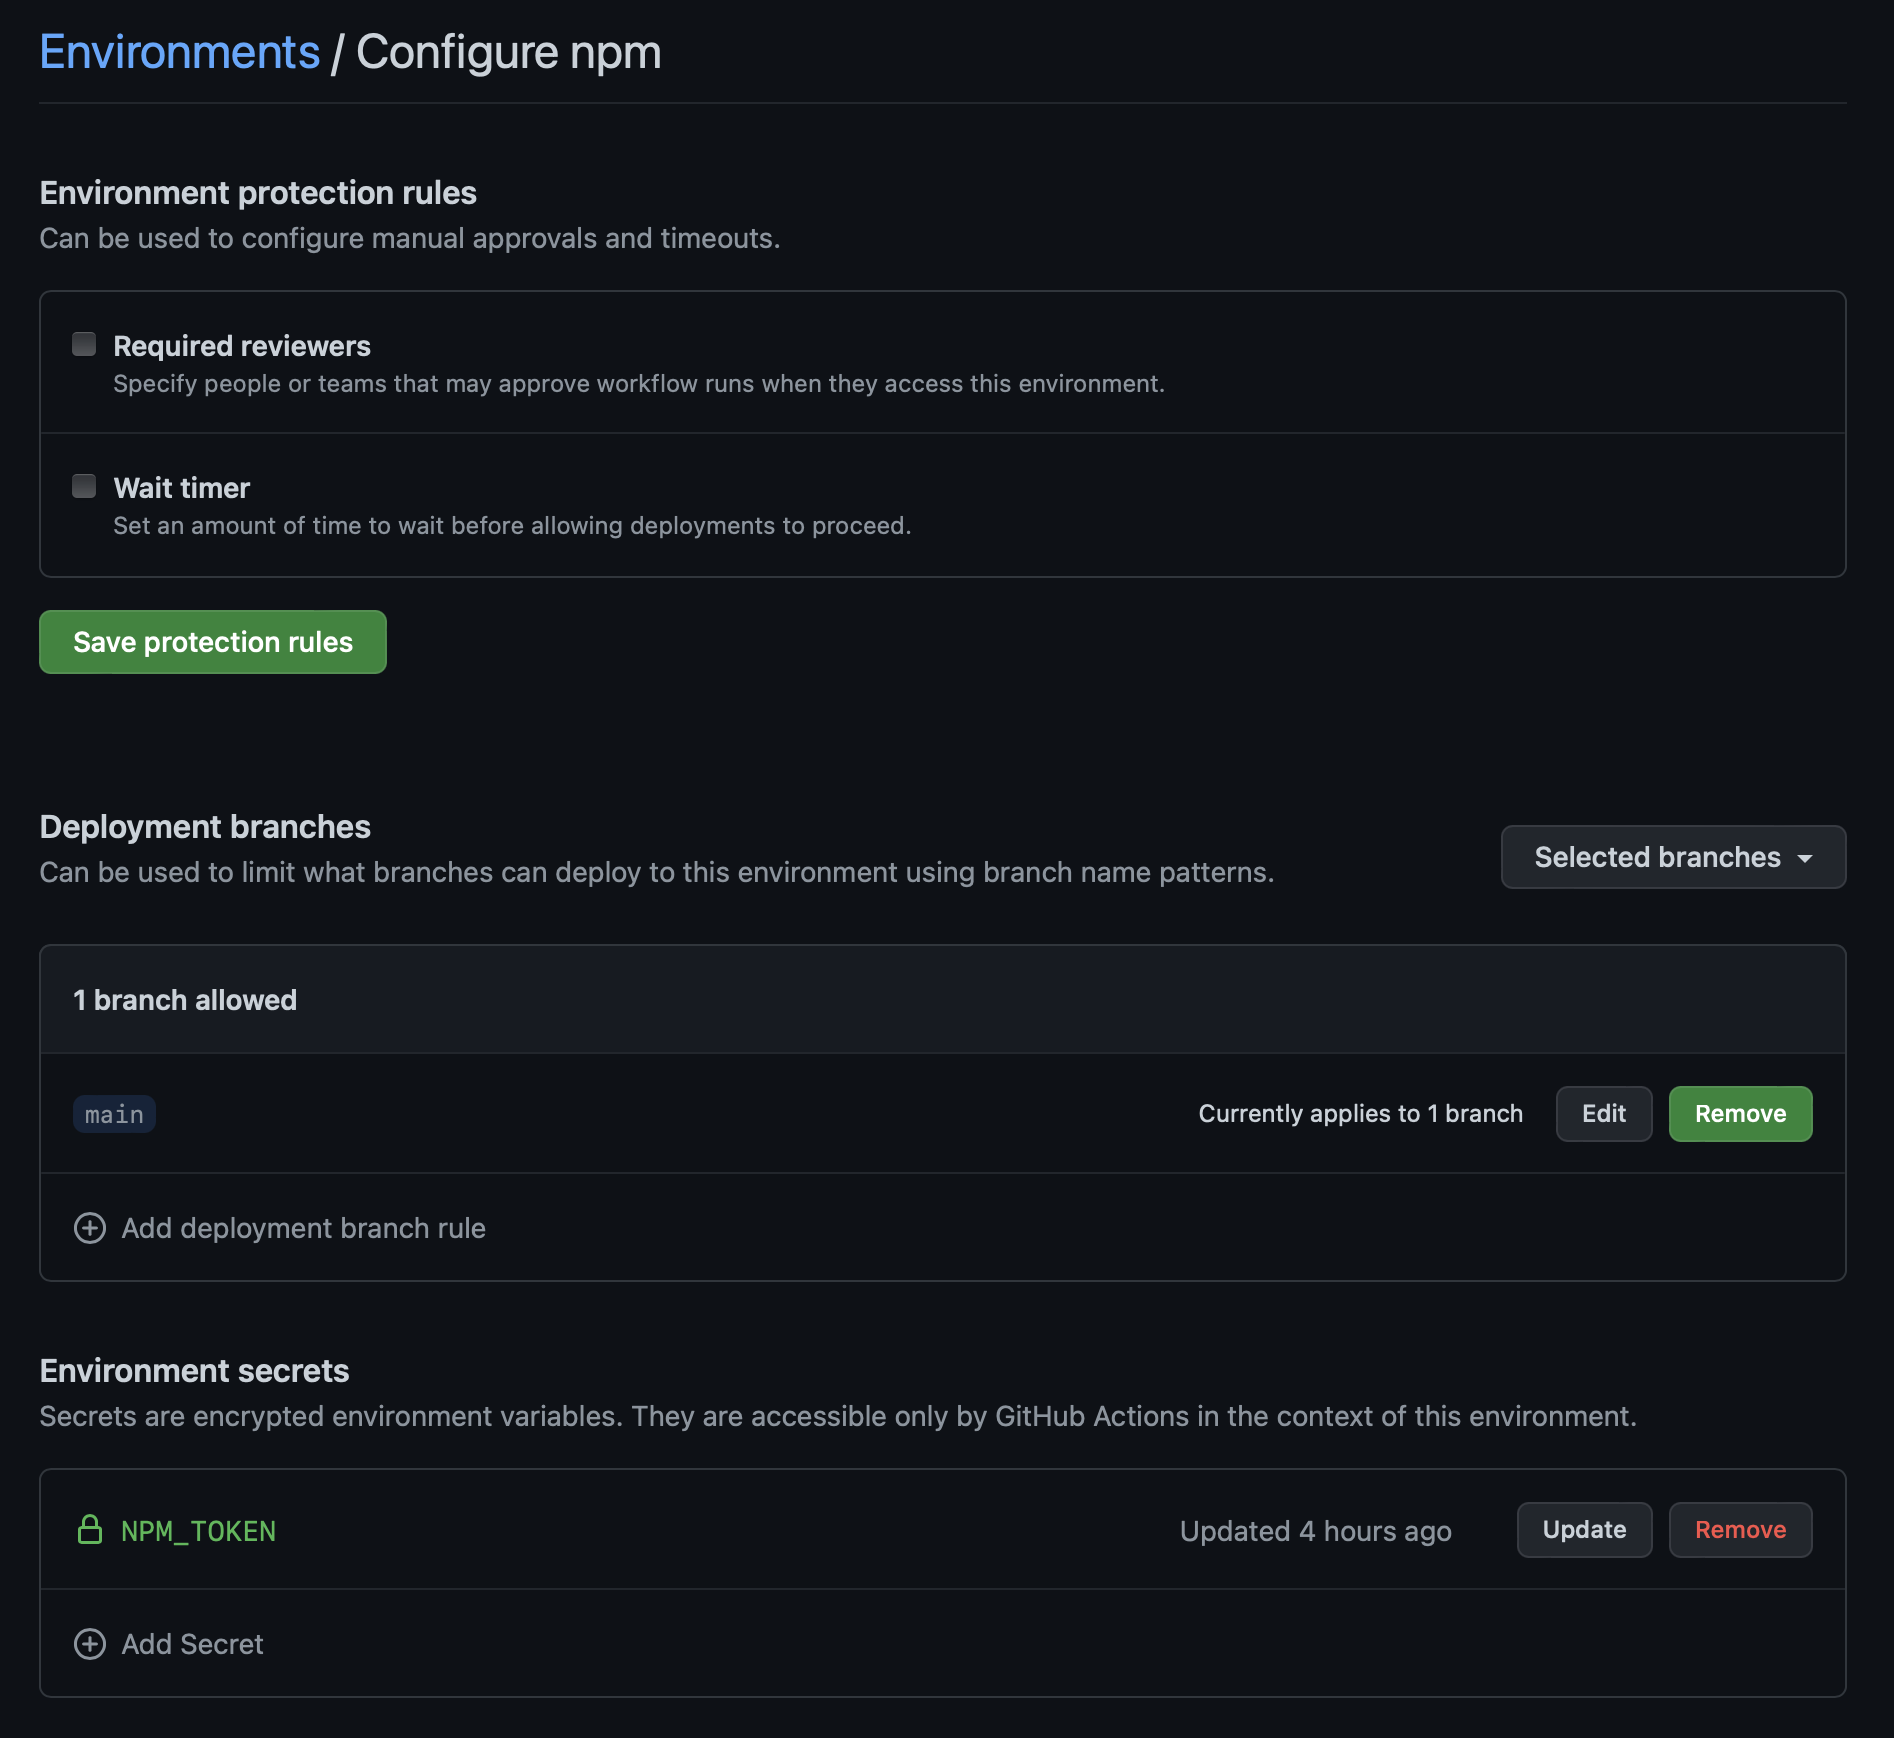 Environments / Configure npm
Environment protection rules
Can be used to configure manual approvals and timeouts.
Required reviewers
Specify people or teams that may approve workflow runs when they access this environment.
Wait timer
Set an amount of time to wait before allowing deployments to proceed.
Save protection rules
Deployment branches
Can be used to limit what branches can deploy to this environment using branch name patterns.
Selected branches
1 branch allowed
main Currently applies to 1 branch Edit Remove
Add deployment branch rule
Environment secrets
Secrets are encrypted environment variables. They are accessible only by GitHub Actions in the context of this environment.
NPM_TOKEN Updated 4 hours ago Update Remove
Add Secret